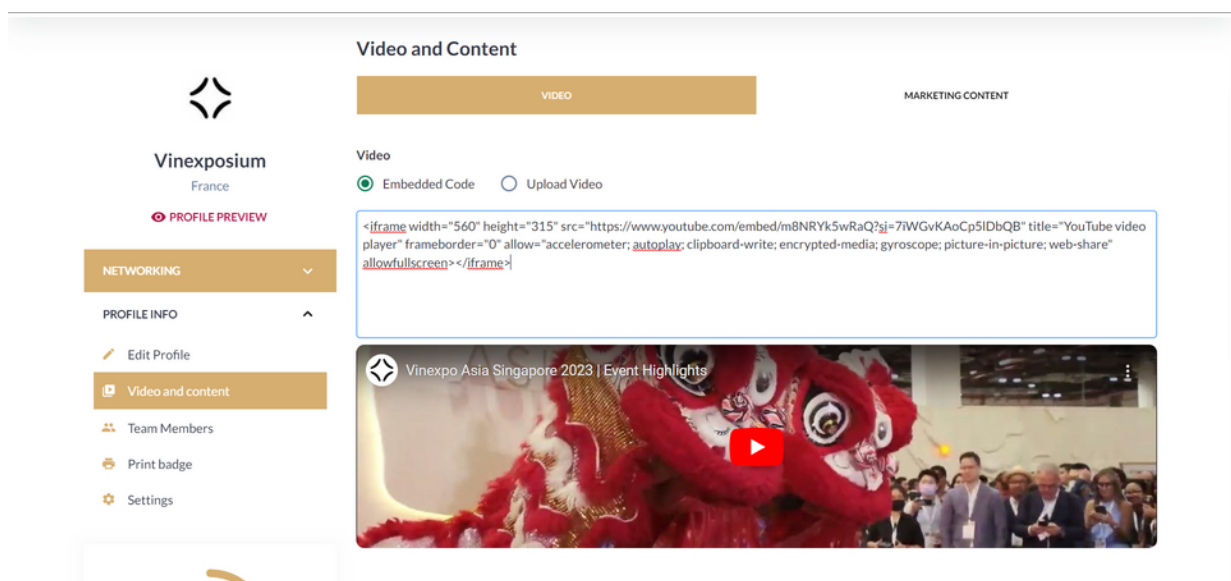 Video and Content
VIDEO
MARKETING CONTENT
Vinexposium
France
PROFILE PREVIEW
NETWORKING
PROFILE INFO
Edit Profile
Video and content
Team Members
Print badge
Settings
Video
Embedded Code
Upload Video
<iframe width="560" height="315" src="https://www.youtube.com/embed/m8NRYk5wRaQ?si=7iWGvKAoCp5lDbQB" title="YouTube video
player" frameborder="0" allow="accelerometer; autoplay; clipboard-write; encrypted-media; gyroscope; picture-in-picture; web-share"
allowfullscreen></iframe>
Vinexpo Asia Singapore 2023 | Event Highlights